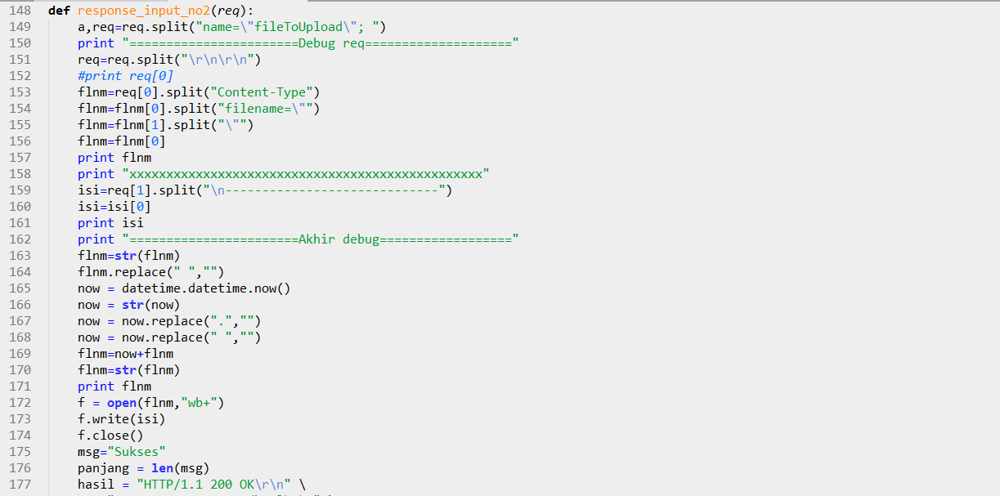 148 def response_input_no2(req):
149 a,req=req.split("name=\"fileToUpload\"; ")
150 print "=======================Debug req===================="
151 req=req.split("\r\n\r\n")
152 #print req[0]
153 flnm=req[0].split("Content-Type")
154 flnm=flnm[0].split("filename=\"")
155 flnm=flnm[1].split("\"")
156 flnm=flnm[0]
157 print flnm
158 print "xxxxxxxxxxxxxxxxxxxxxxxxxxxxxxxxxxxxxxxxxxxxxxxx"
159 isi=req[1].split("\n-----------------------------")
160 isi=isi[0]
161 print isi
162 print "=======================Akhir debug=================="
163 flnm=str(flnm)
164 flnm.replace(" ","")
165 now = datetime.datetime.now()
166 now = str(now)
167 now = now.replace(".","")
168 now = now.replace(" ","")
169 flnm=now+flnm
170 flnm=str(flnm)
171 print flnm
172 f = open(flnm,"wb+")
173 f.write(isi)
174 f.close()
175 msg="Sukses"
176 panjang = len(msg)
177 hasil = "HTTP/1.1 200 OK\r\n" \